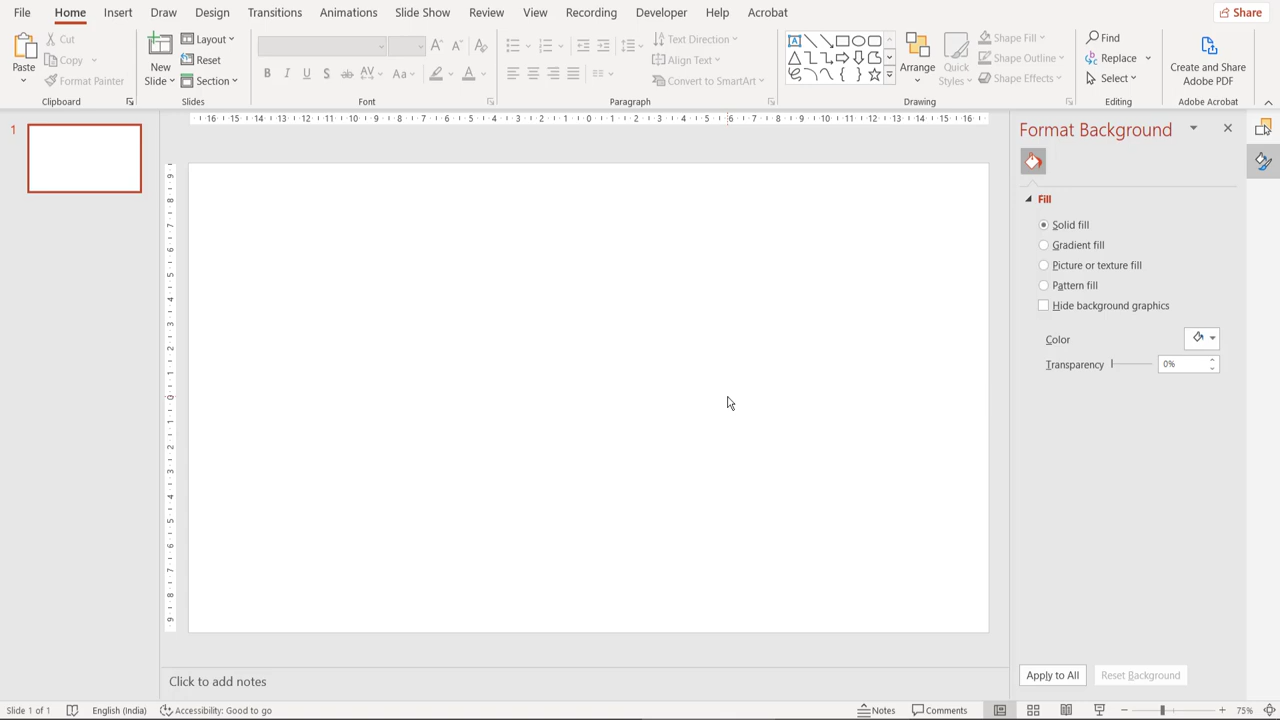 File Home Insert Draw Design Transitions Animations Slide Show Review View Recording Developer Help Acrobat Share
Paste Cut Copy Format Painter Clipboard
New Slide Layout Reset Section Slides
Aa A Font
Text Direction Align Text Convert to SmartArt Paragraph
Arrange Quick Styles Shape Fill Shape Outline Shape Effects Drawing
Find Replace Select Editing
Create and Share Adobe PDF Adobe Acrobat
1
Format Background
Fill
Solid fill
Gradient fill
Picture or texture fill
Pattern fill
Hide background graphics
Color
Transparency 0%
Apply to All Reset Background
Click to add notes
Slide 1 of 1 English (India) Accessibility: Good to go Notes Comments 75%